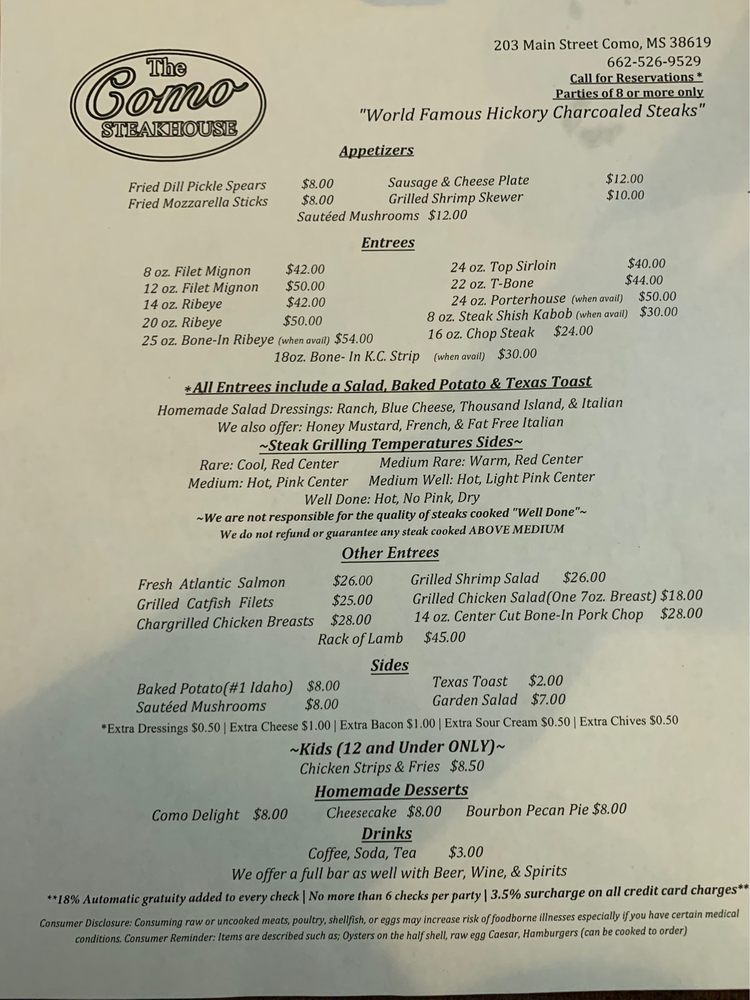 The
Como
STEAKHOUSE
203 Main Street Como, MS 38619
662-526-9529
Call for Reservations *
Parties of 8 or more only
"World Famous Hickory Charcoaled Steaks"
Appetizers
Fried Dill Pickle Spears $8.00 Sausage & Cheese Plate $12.00
Fried Mozzarella Sticks $8.00 Grilled Shrimp Skewer $10.00
Sautéed Mushrooms $12.00
Entrees
8 oz. Filet Mignon $42.00 24 oz. Top Sirloin $40.00
12 oz. Filet Mignon $50.00 22 oz. T-Bone $44.00
14 oz. Ribeye $42.00 24 oz. Porterhouse (when avail) $50.00
20 oz. Ribeye $50.00 8 oz. Steak Shish Kabob (when avail) $30.00
25 oz. Bone-In Ribeye (when avail) $54.00 16 oz. Chop Steak $24.00
18oz. Bone- In K.C. Strip (when avail) $30.00
*All Entrees include a Salad, Baked Potato & Texas Toast
Homemade Salad Dressings: Ranch, Blue Cheese, Thousand Island, & Italian
We also offer: Honey Mustard, French, & Fat Free Italian
~Steak Grilling Temperatures Sides~
Rare: Cool, Red Center Medium Rare: Warm, Red Center
Medium: Hot, Pink Center Medium Well: Hot, Light Pink Center
Well Done: Hot, No Pink, Dry
~We are not responsible for the quality of steaks cooked "Well Done"~
We do not refund or guarantee any steak cooked ABOVE MEDIUM
Other Entrees
Fresh Atlantic Salmon $26.00 Grilled Shrimp Salad $26.00
Grilled Catfish Filets $25.00 Grilled Chicken Salad(One 7oz. Breast) $18.00
Chargrilled Chicken Breasts $28.00 14 oz. Center Cut Bone-In Pork Chop $28.00
Rack of Lamb $45.00
Sides
Baked Potato(#1 Idaho) $8.00 Texas Toast $2.00
Sautéed Mushrooms $8.00 Garden Salad $7.00
*Extra Dressings $0.50 | Extra Cheese $1.00 | Extra Bacon $1.00 | Extra Sour Cream $0.50 | Extra Chives $0.50
~Kids (12 and Under ONLY)~
Chicken Strips & Fries $8.50
Homemade Desserts
Como Delight $8.00 Cheesecake $8.00 Bourbon Pecan Pie $8.00
Drinks
Coffee, Soda, Tea $3.00
We offer a full bar as well with Beer, Wine, & Spirits
**18% Automatic gratuity added to every check | No more than 6 checks per party | 3.5% surcharge on all credit card charges**
Consumer Disclosure: Consuming raw or uncooked meats, poultry, shellfish, or eggs may increase risk of foodborne illnesses especially if you have certain medical
conditions. Consumer Reminder: Items are described such as; Oysters on the half shell, raw egg Caesar, Hamburgers (can be cooked to order)